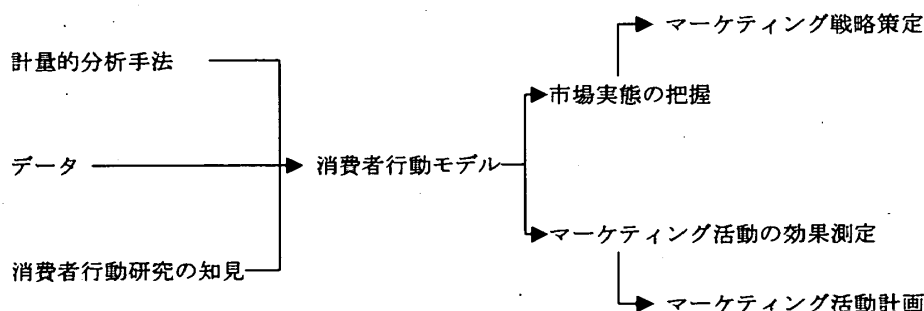 マーケティング戦略策定
計量的分析手法
市場実態の把握
データ
消費者行動モデル
マーケティング活動の効果測定
消費者行動研究の知見
マーケティング活動計画